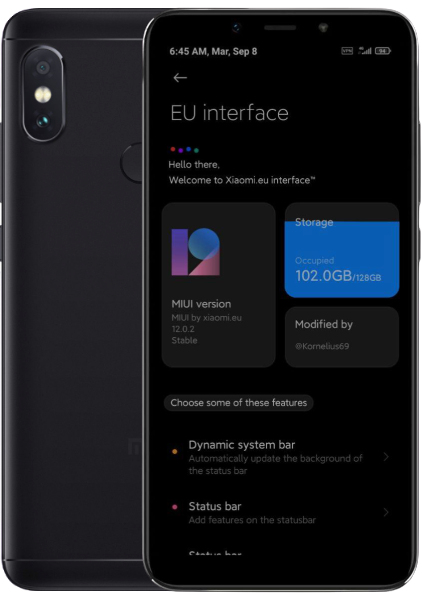 6:45 AM, Mar, Sep 8
VPN
94
EU interface
Hello there,
Welcome to Xiaomi.eu interface™
Storage
Occupied
102.0GB/128GB
MIUI version
MIUI by xiaomi.eu
12.0.2
Stable
Modified by
@Kornelius69
Choose some of these features
Dynamic system bar
Automatically update the background of
the status bar
Status bar
Add features on the statusbar
Status bar